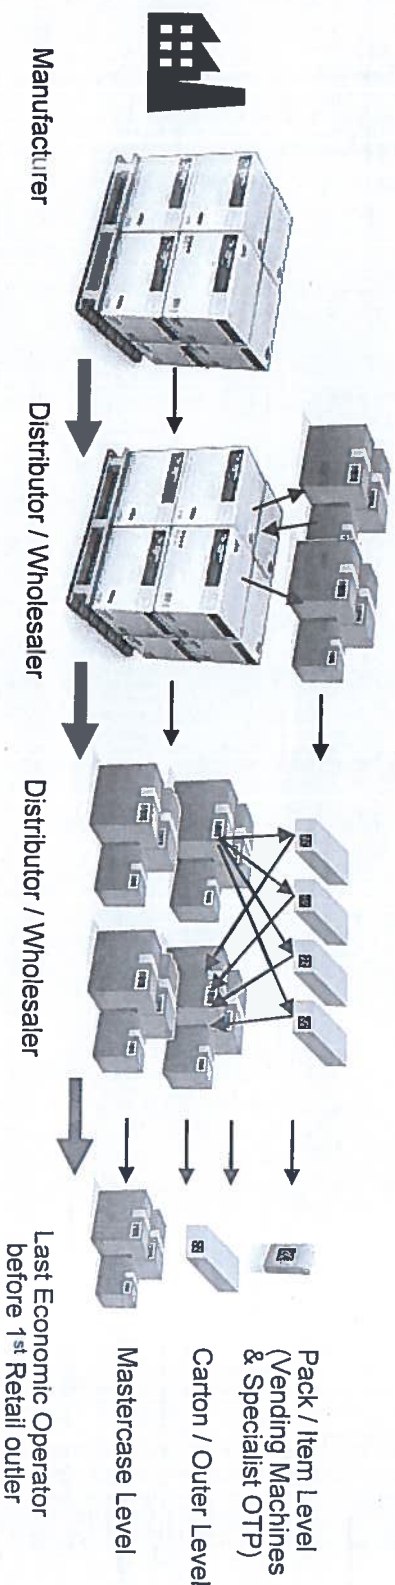 Manufacturer
Distributor / Wholesaler
Distributor / Wholesaler
Last Economic Operator
before 1st Retail outler
Pack / Item Level
(Vending Machines
& Specialist OTP)
Carton / Outer Level
Mastercase Level